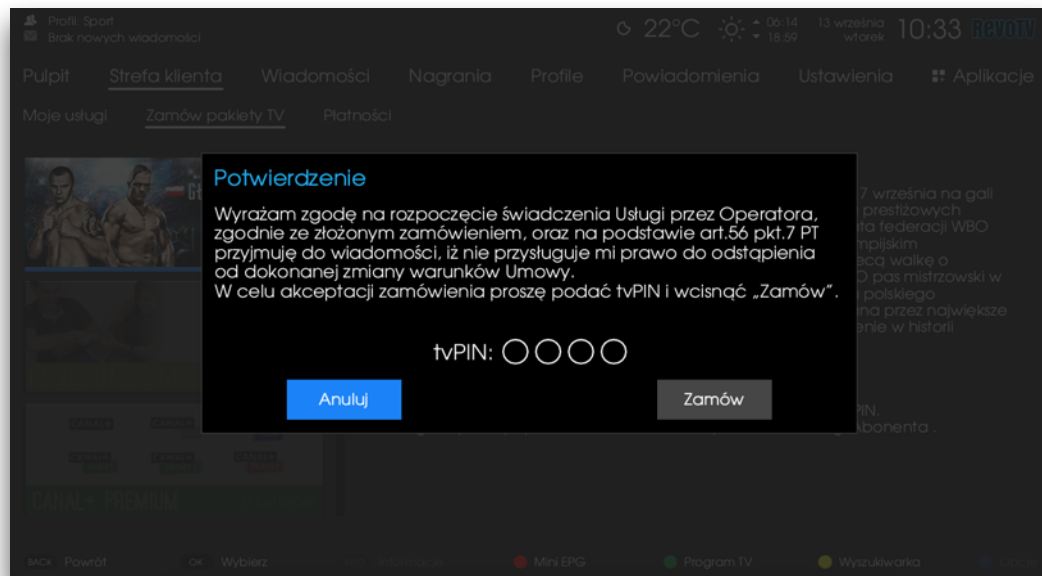 Profil: Sport
Brak nowych wiadomości
22°C
06:14
18:59
13 września
wtorek
10:33
RevoTV
Pulpit Strefa klienta Wiadomości Nagrania Profile Powiadomienia Ustawienia Aplikacje
Moje usługi Zamów pakiety TV Płatności
Potwierdzenie
Wyrażam zgodę na rozpoczęcie świadczenia Usługi przez Operatora,
zgodnie ze złożonym zamówieniem, oraz na podstawie art.56 pkt.7 PT
przyjmuję do wiadomości, iż nie przysługuje mi prawo do odstąpienia
od dokonanej zmiany warunków Umowy.
W celu akceptacji zamówienia proszę podać tvPIN i wcisnąć „Zamów”.
tvPIN:
Anuluj Zamów
7 września na gali
prestiżowych
federacji WBO
walkę o
pas mistrzowski w
polskiego
przez największe
w historii
CANAL+ PREMIUM
BACK Powrót OK Wybierz Mini EPG Program TV Wyszukiwarka